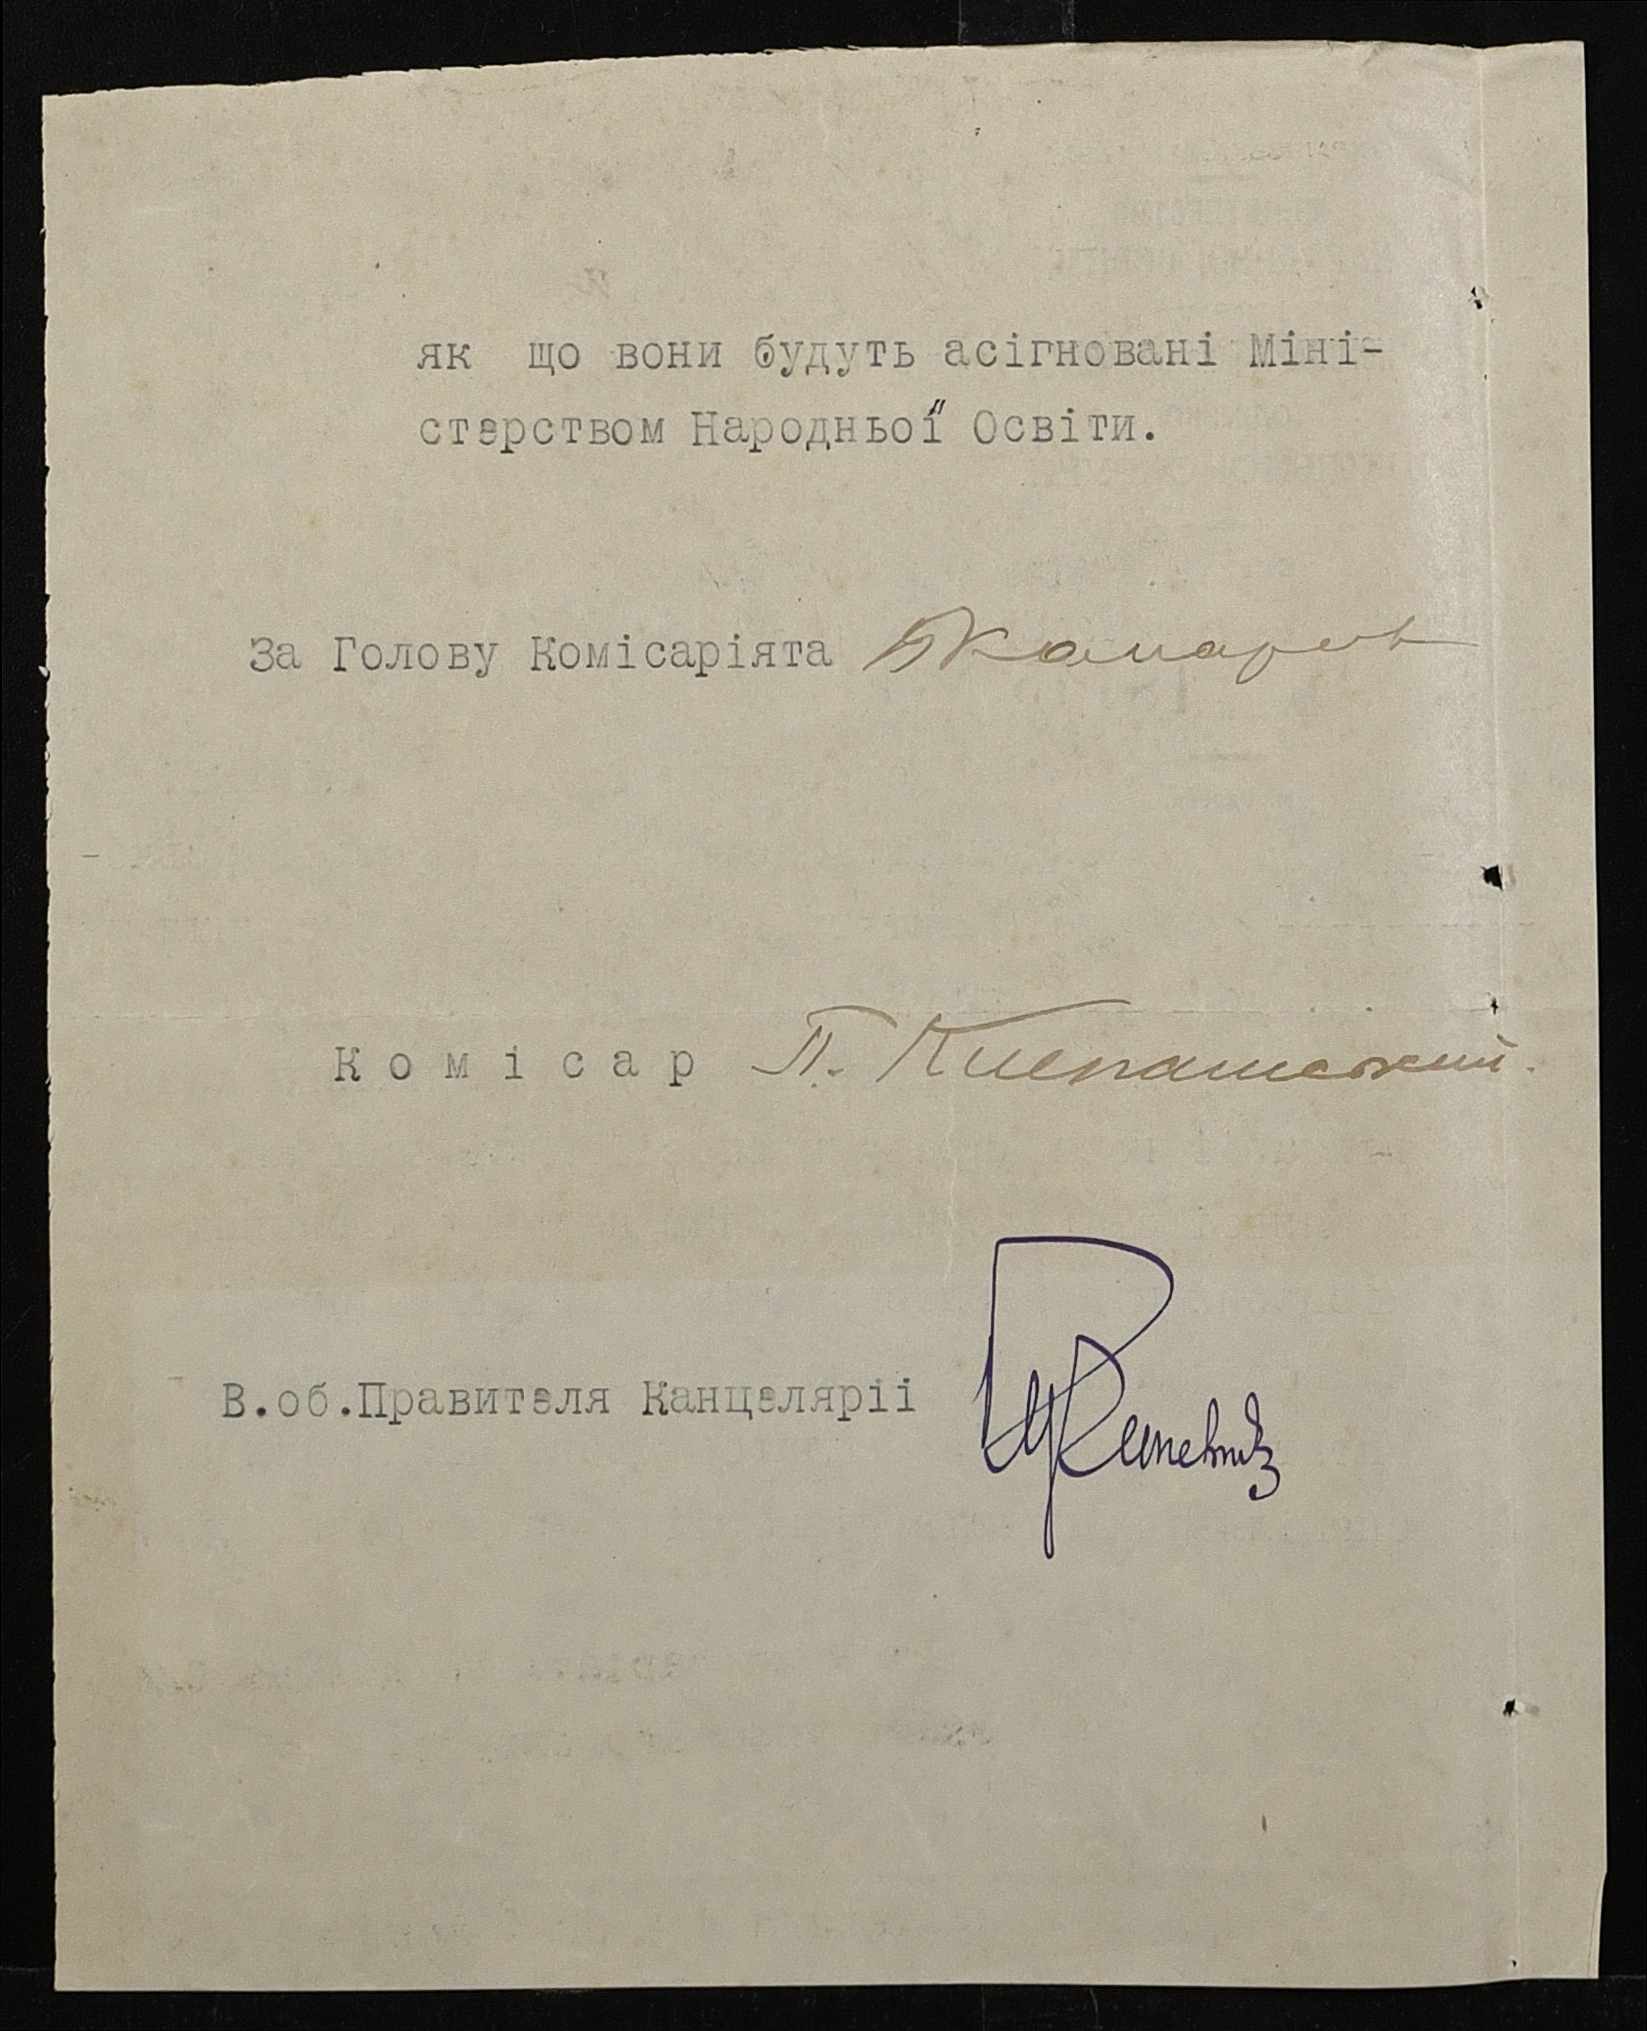 як що вони будуть асігновані Міні-
стерством Народньої Освіти.
За Голову Комісаріята
Комісар П.
В.об.Правителя Канцелярії